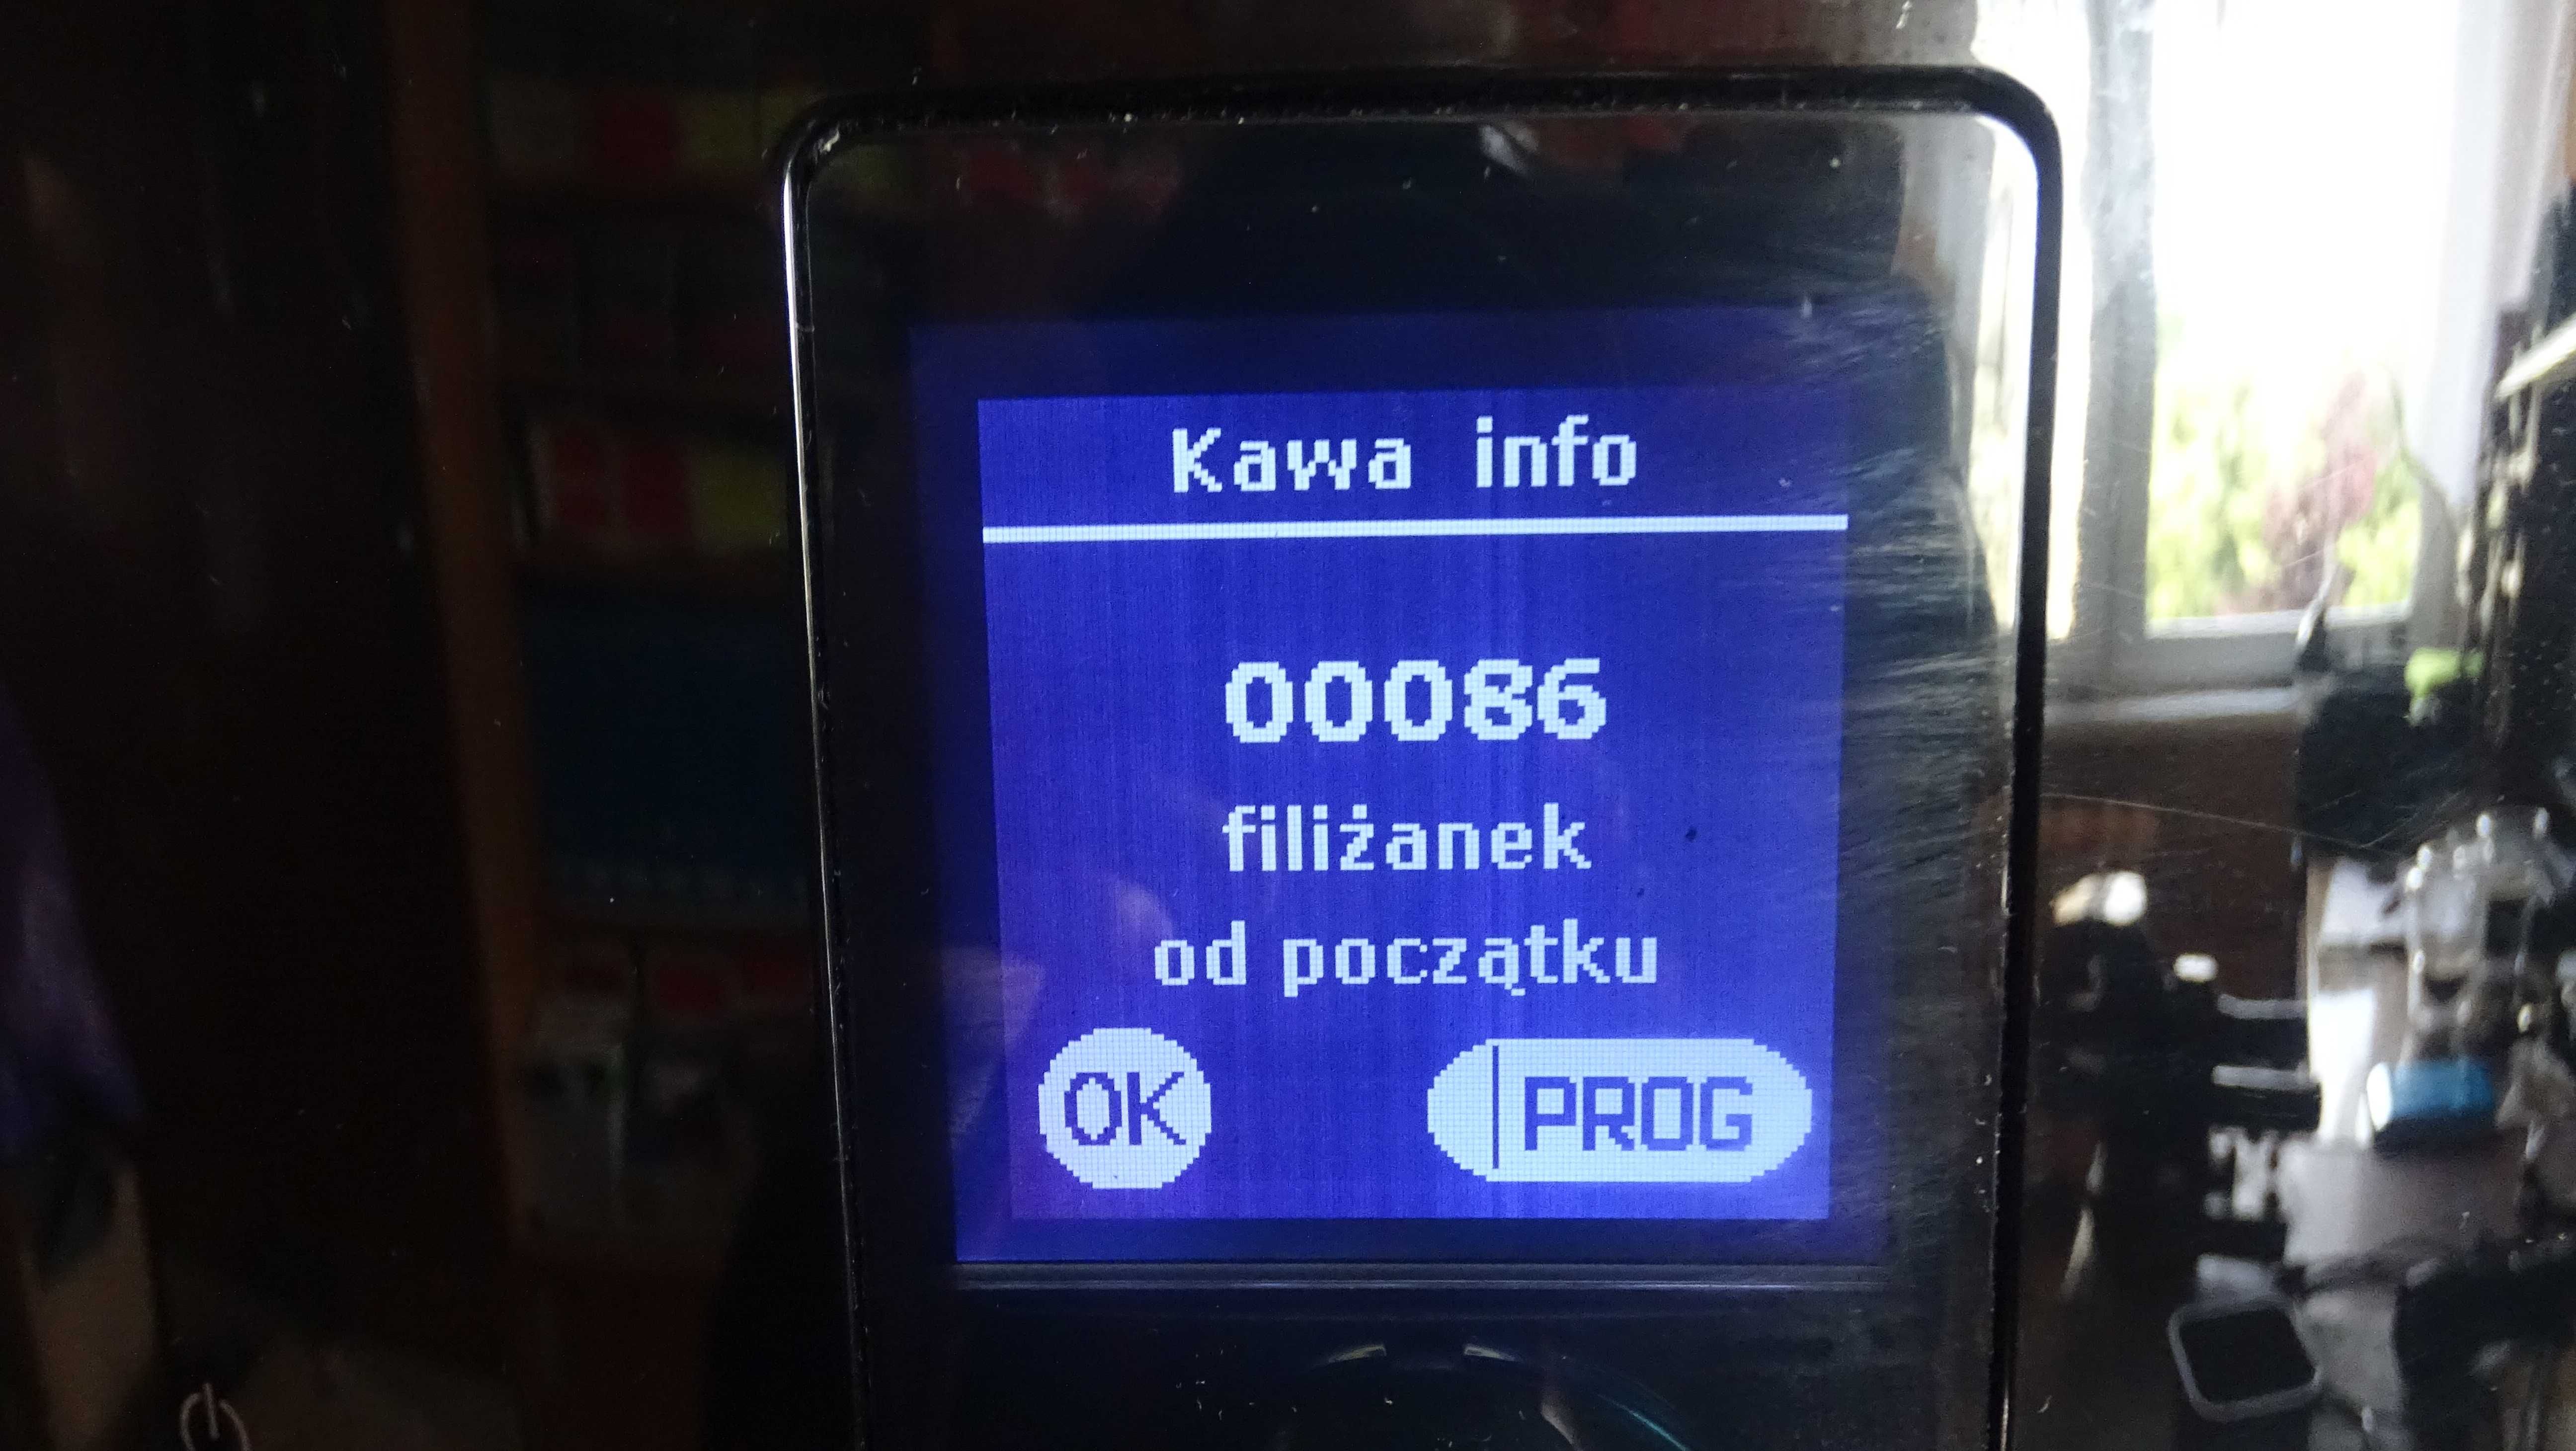 Kawa info
00086
filiżanek
od początku
OK PROG